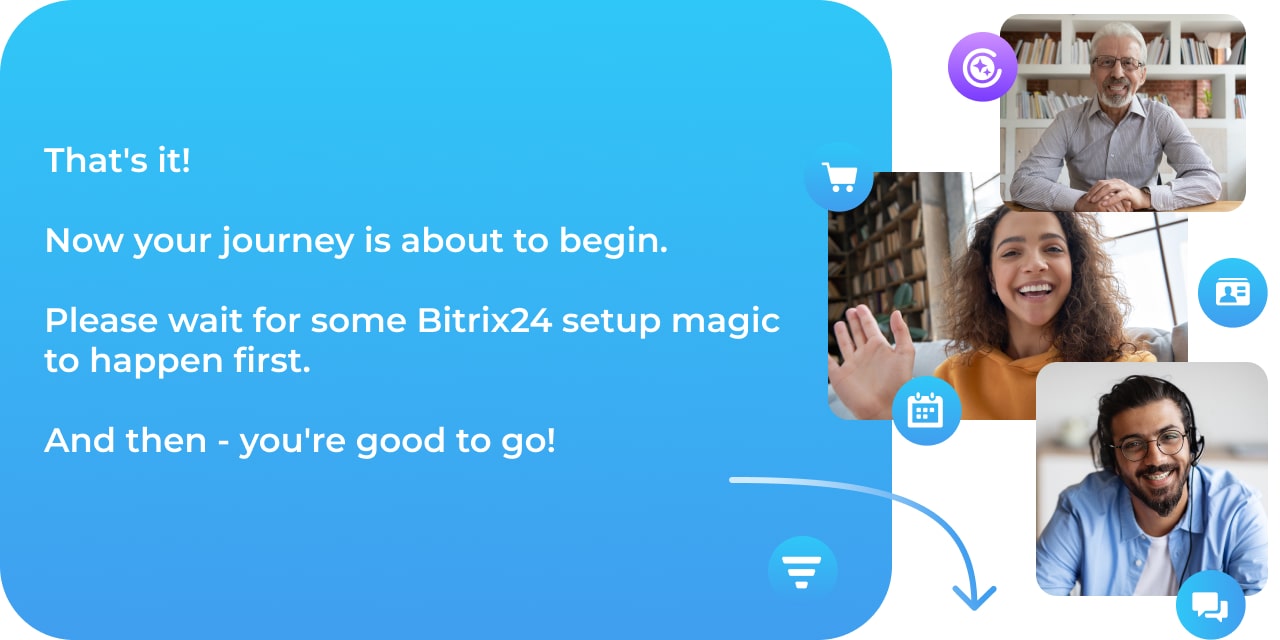 That's it!
Now your journey is about to begin.
Please wait for some Bitrix24 setup magic
to happen first.
And then - you're good to go!